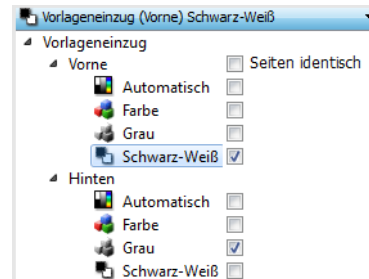 Vorlageneinzug (Vorne) Schwarz-Weiß
Vorlageneinzug
Vorne Seiten identisch
Automatisch
Farbe
Grau
Schwarz-Weiß
Hinten
Automatisch
Farbe
Grau
Schwarz-Weiß